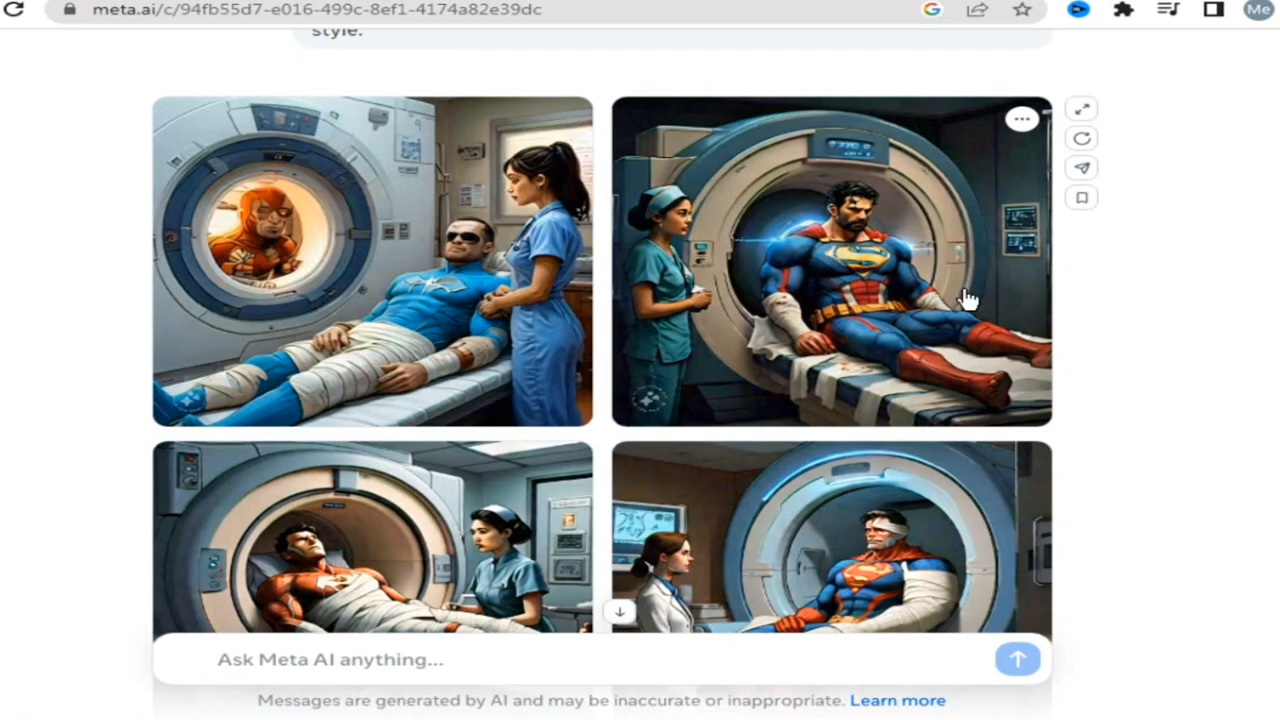 meta.ai/c/94fb55d7-e016-499c-8ef1-4174a82e39dc
Me
style.
Ask Meta AI anything...
Messages are generated by AI and may be inaccurate or inappropriate. Learn more